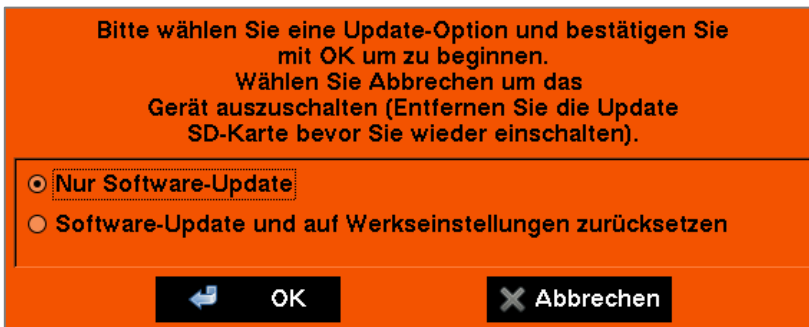 Bitte wählen Sie eine Update-Option und bestätigen Sie
mit OK um zu beginnen.
Wählen Sie Abbrechen um das
Gerät auszuschalten (Entfernen Sie die Update
SD-Karte bevor Sie wieder einschalten).
Nur Software-Update
Software-Update und auf Werkseinstellungen zurücksetzen
OK
Abbrechen